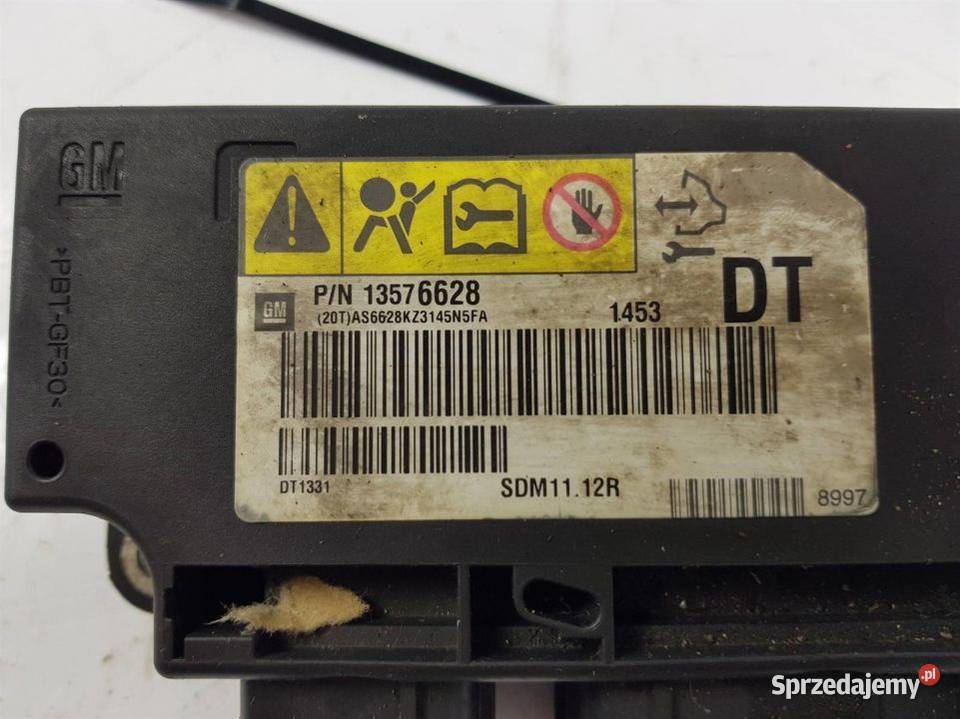 GM
>PBT-GF30<
GM
P/N 13576628
(20T)AS6628KZ3145N5FA
1453
DT
DT1331
SDM11.12R
8997
Sprzedajemy.pl